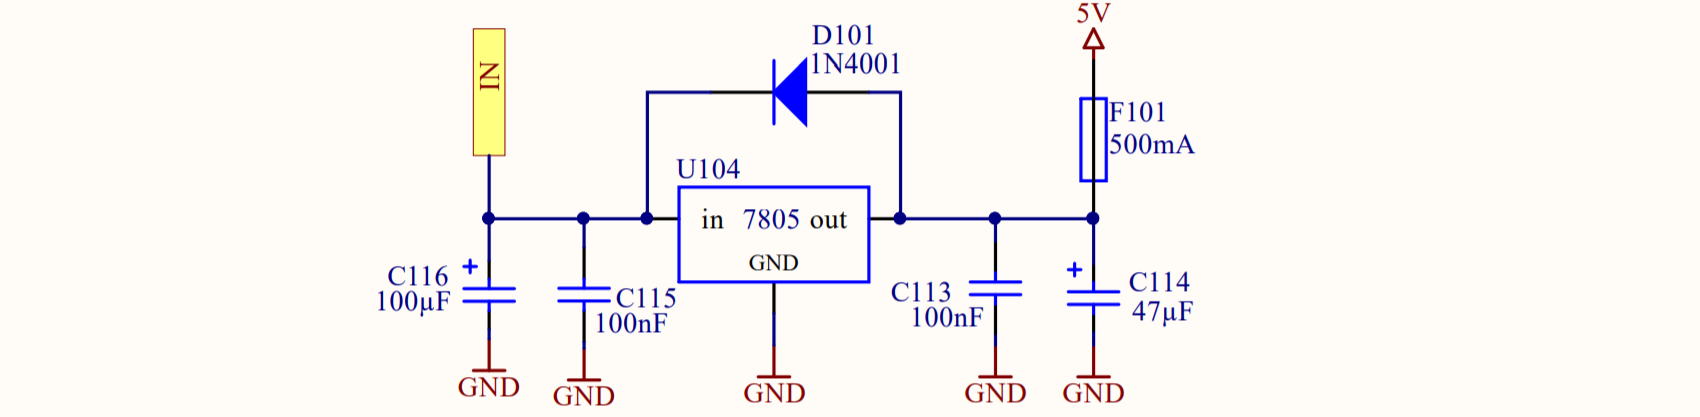 5V
D101
1N4001
IN
F101
500mA
U104
in 7805 out
GND
C116
100µF
+
C115
100nF
C113
100nF
+
C114
47µF
GND
GND
GND
GND
GND